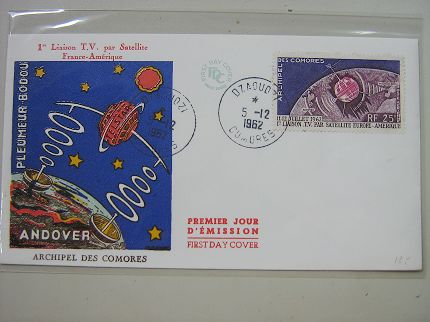 1re Liaison T.V. par Satellite
France-Amérique
PLEUMEUR BODOU
ANDOVER
ARCHIPEL DES COMORES
FIRST DAY COVER
DZAOUDZI
5-12
1962
COMORES
ARCHIPEL DES COMORES
RF 25F
11-12 JUILLET 1962
1re LIAISON T.V. PAR SATELLITE EUROPE-AMÉRIQUE
PREMIER JOUR
D'ÉMISSION
FIRST DAY COVER